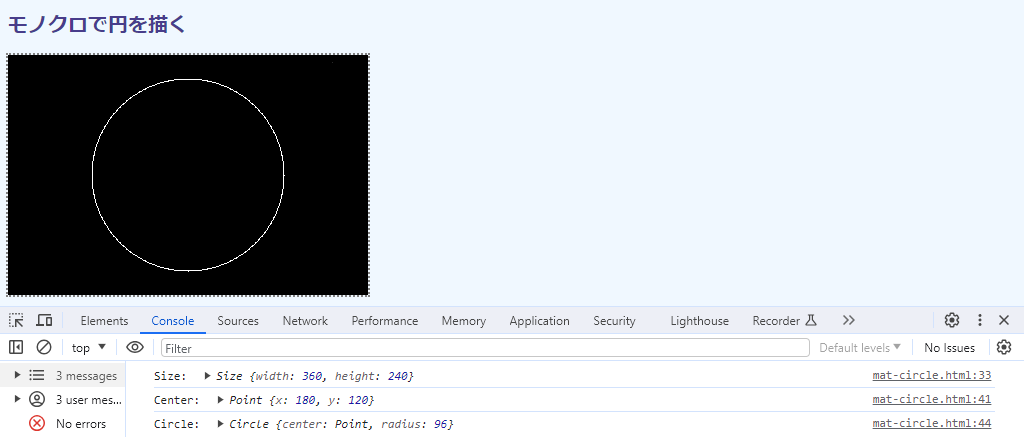 モノクロで円を描く
Elements Console Sources Network Performance Memory Application Security Lighthouse Recorder
top Filter Default levels No Issues
3 messages
3 user mes...
No errors
Size: Size {width: 360, height: 240} mat-circle.html:33
Center: Point {x: 180, y: 120} mat-circle.html:41
Circle: Circle {center: Point, radius: 96} mat-circle.html:44